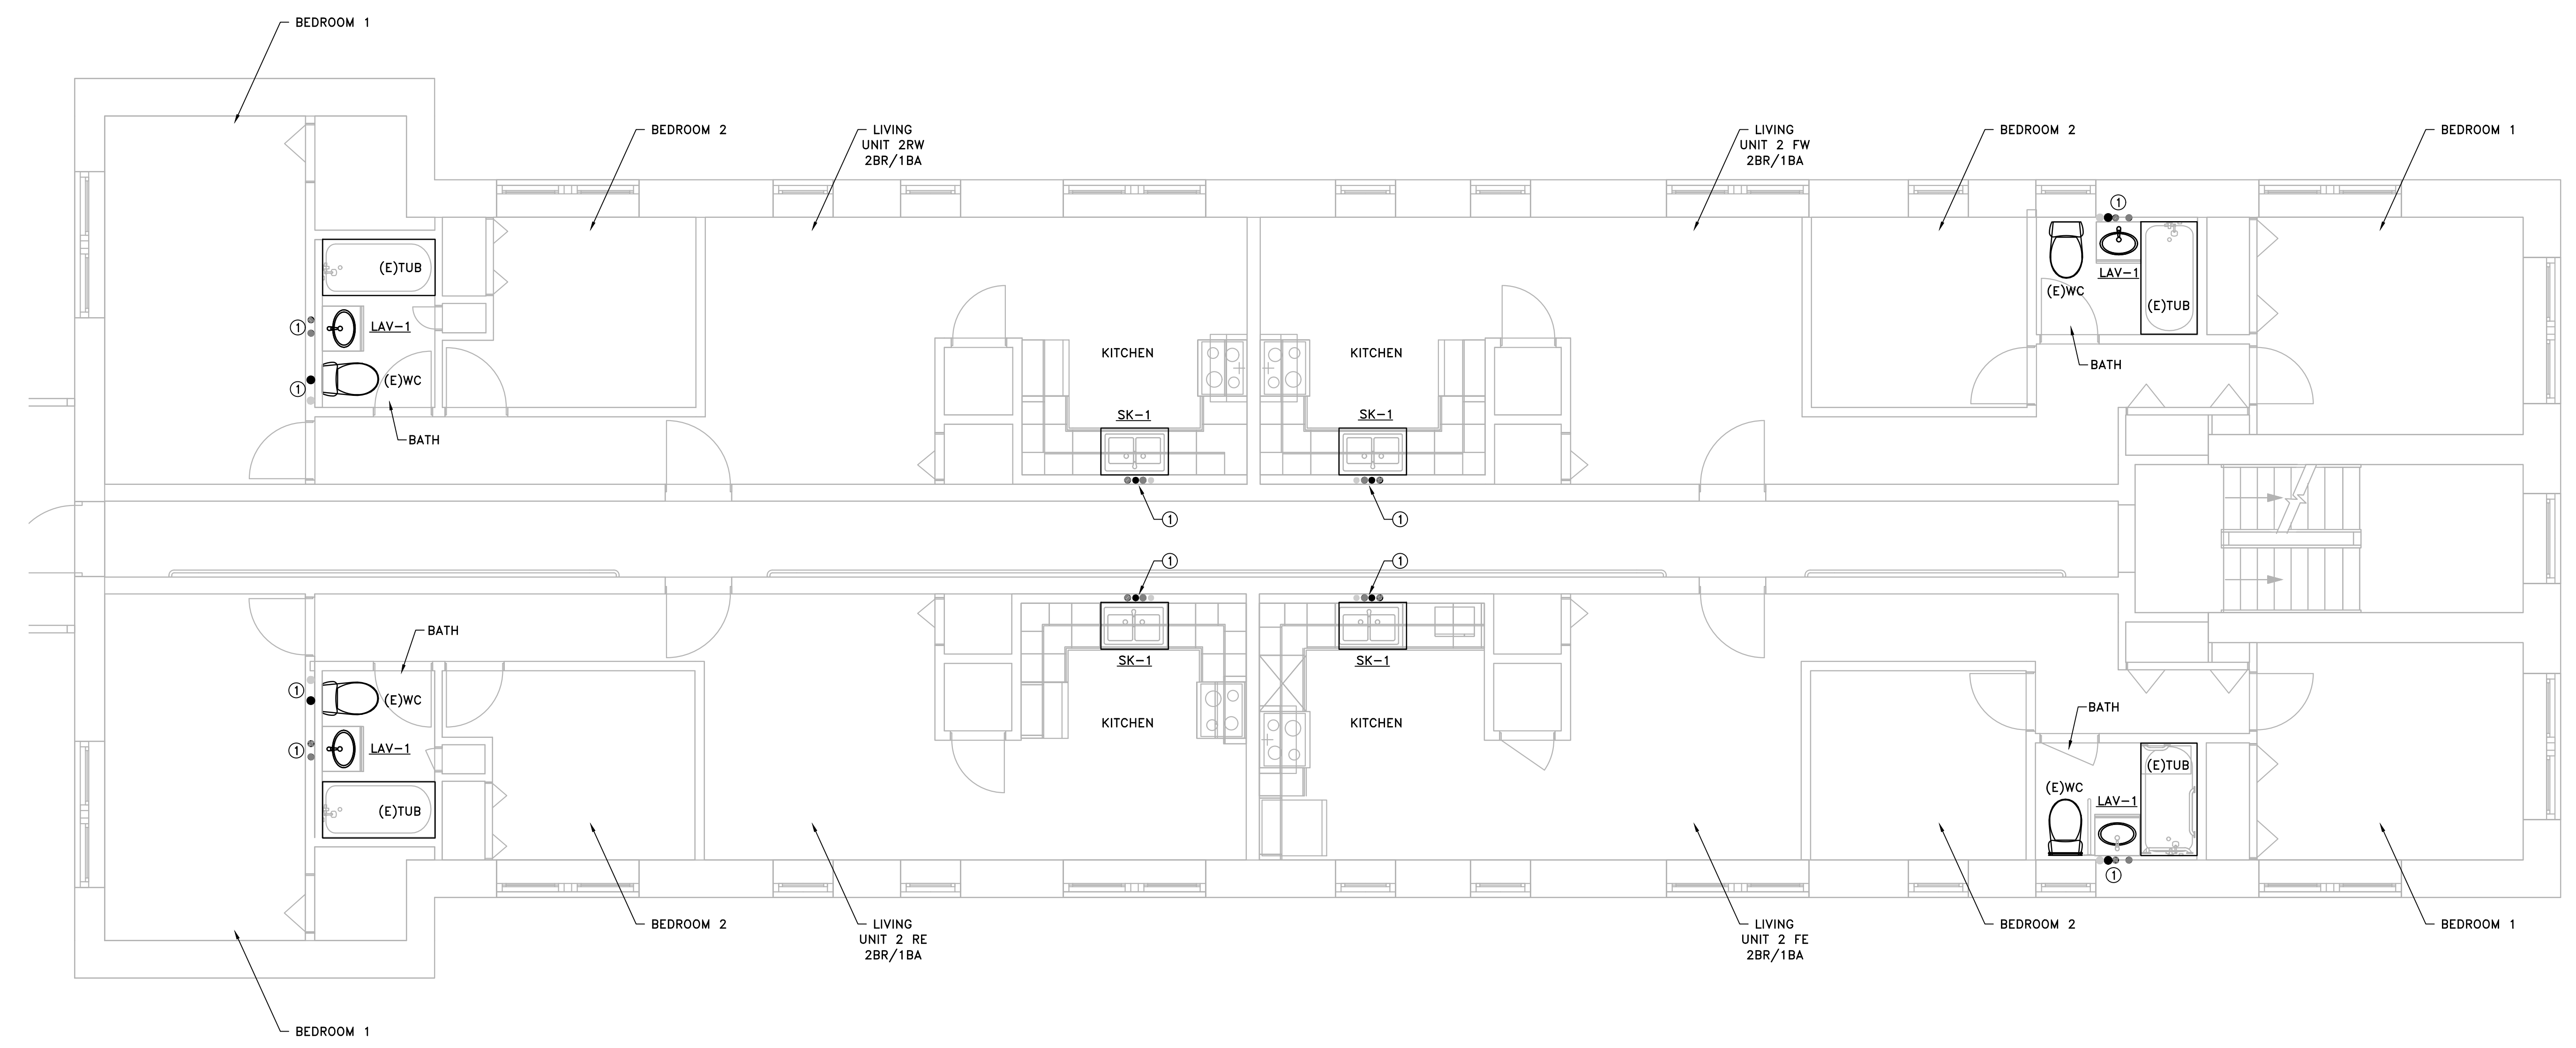 BEDROOM 1
BEDROOM 2
LIVING
UNIT 2RW
2BR/1BA
LIVING
UNIT 2 FW
2BR/1BA
BEDROOM 2
BEDROOM 1
1
(E)TUB
LAV-1
(E)TUB
(E)WC
1
LAV-1
KITCHEN
KITCHEN
BATH
(E)WC
1
SK-1
SK-1
BATH
1
1
1
1
BATH
SK-1
SK-1
1
(E)WC
BATH
KITCHEN
KITCHEN
1
LAV-1
(E)TUB
(E)WC
LAV-1
(E)TUB
1
BEDROOM 2
LIVING
UNIT 2 RE
2BR/1BA
LIVING
UNIT 2 FE
2BR/1BA
BEDROOM 2
BEDROOM 1
BEDROOM 1